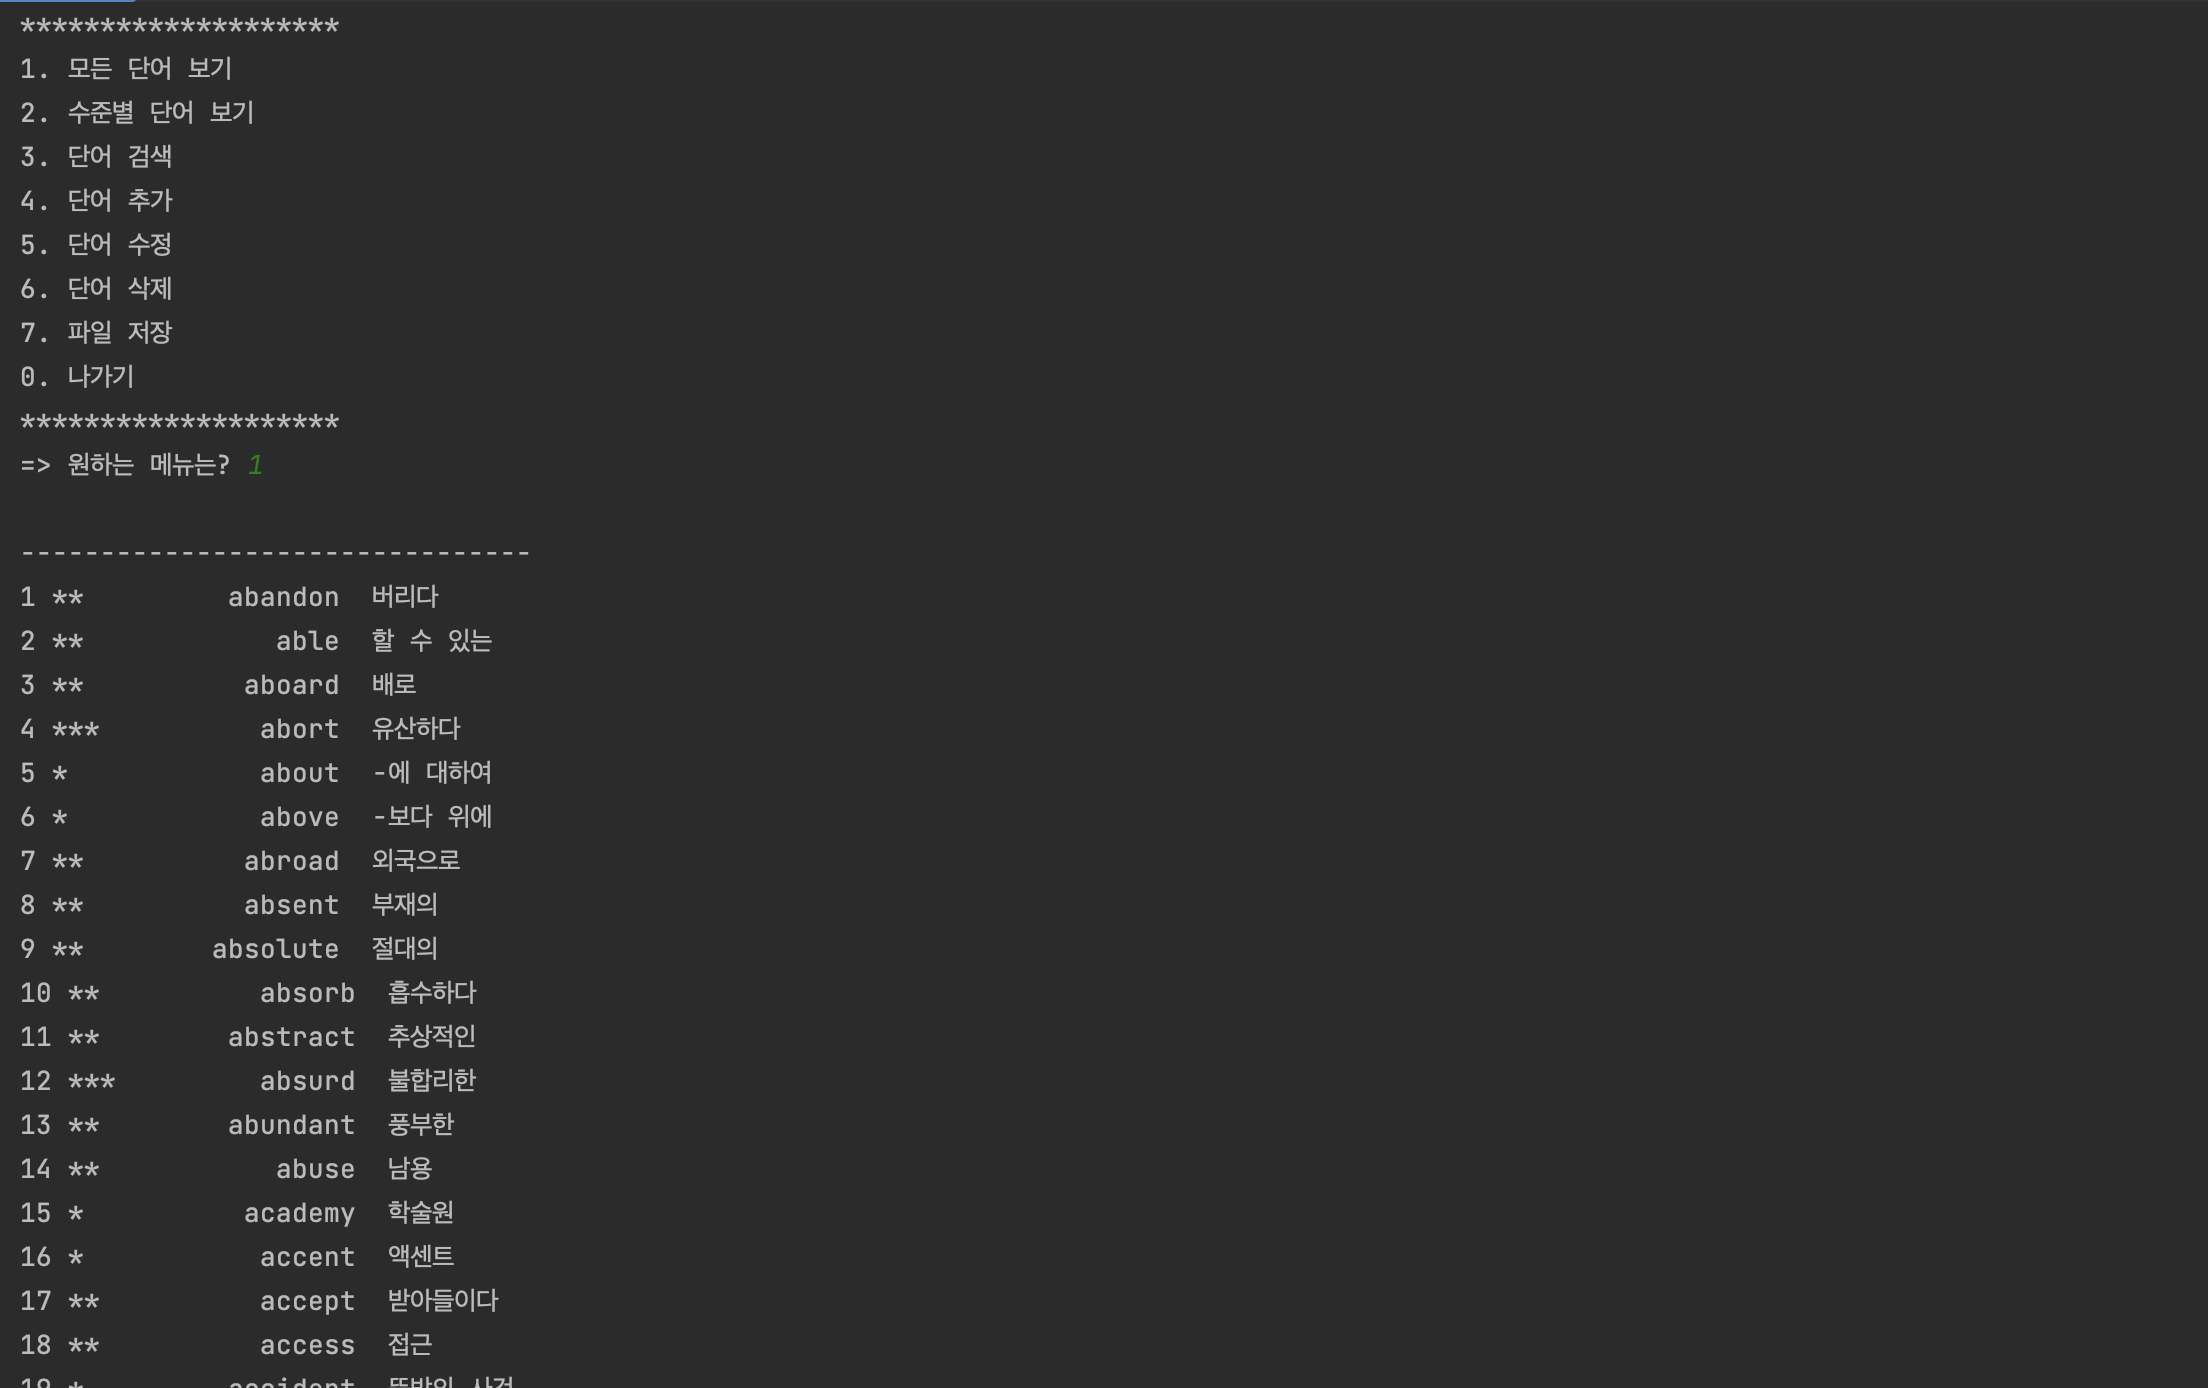 ********************
1. 모든 단어 보기
2. 수준별 단어 보기
3. 단어 검색
4. 단어 추가
5. 단어 수정
6. 단어 삭제
7. 파일 저장
0. 나가기
********************
=> 원하는 메뉴는? 1
--------------------------------
1 ** abandon 버리다
2 ** able 할 수 있는
3 ** aboard 배로
4 *** abort 유산하다
5 * about -에 대하여
6 * above -보다 위에
7 ** abroad 외국으로
8 ** absent 부재의
9 ** absolute 절대의
10 ** absorb 흡수하다
11 ** abstract 추상적인
12 *** absurd 불합리한
13 ** abundant 풍부한
14 ** abuse 남용
15 * academy 학술원
16 * accent 액센트
17 ** accept 받아들이다
18 ** access 접근
19 * accident 뜻밖의 사건